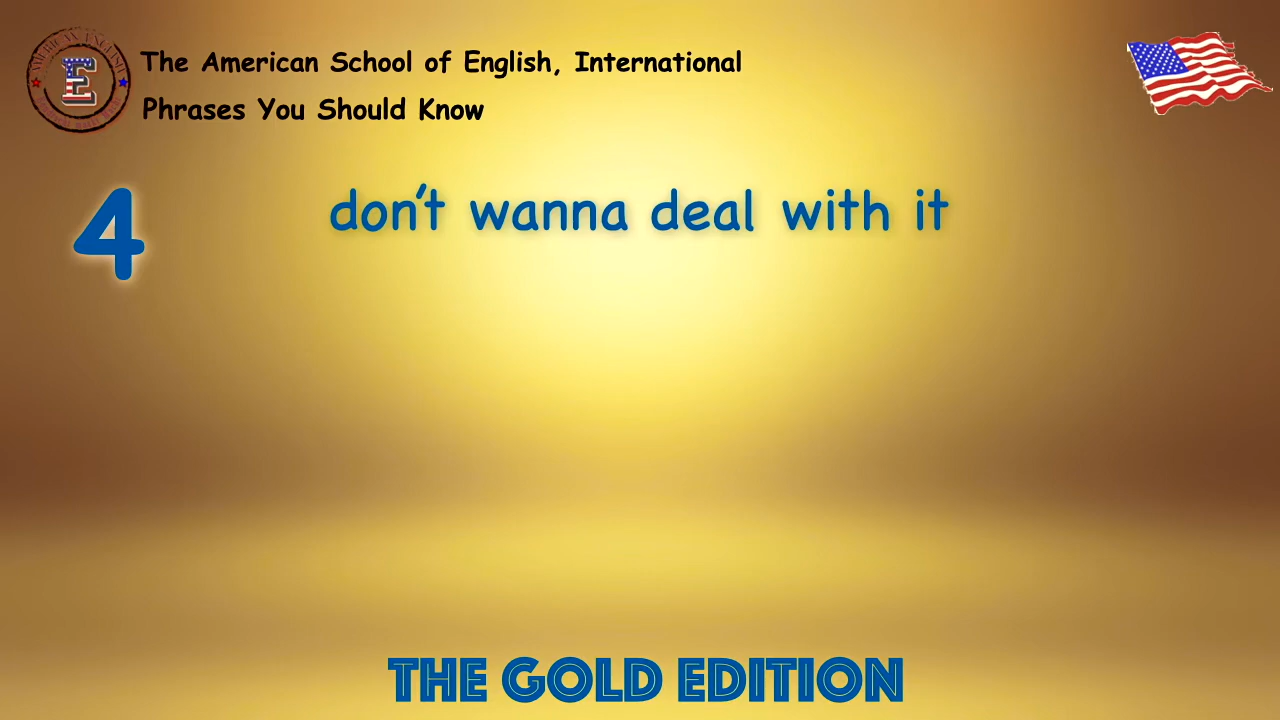 The American School of English, International
Phrases You Should Know
4
don't wanna deal with it
THE GOLD EDITION
E